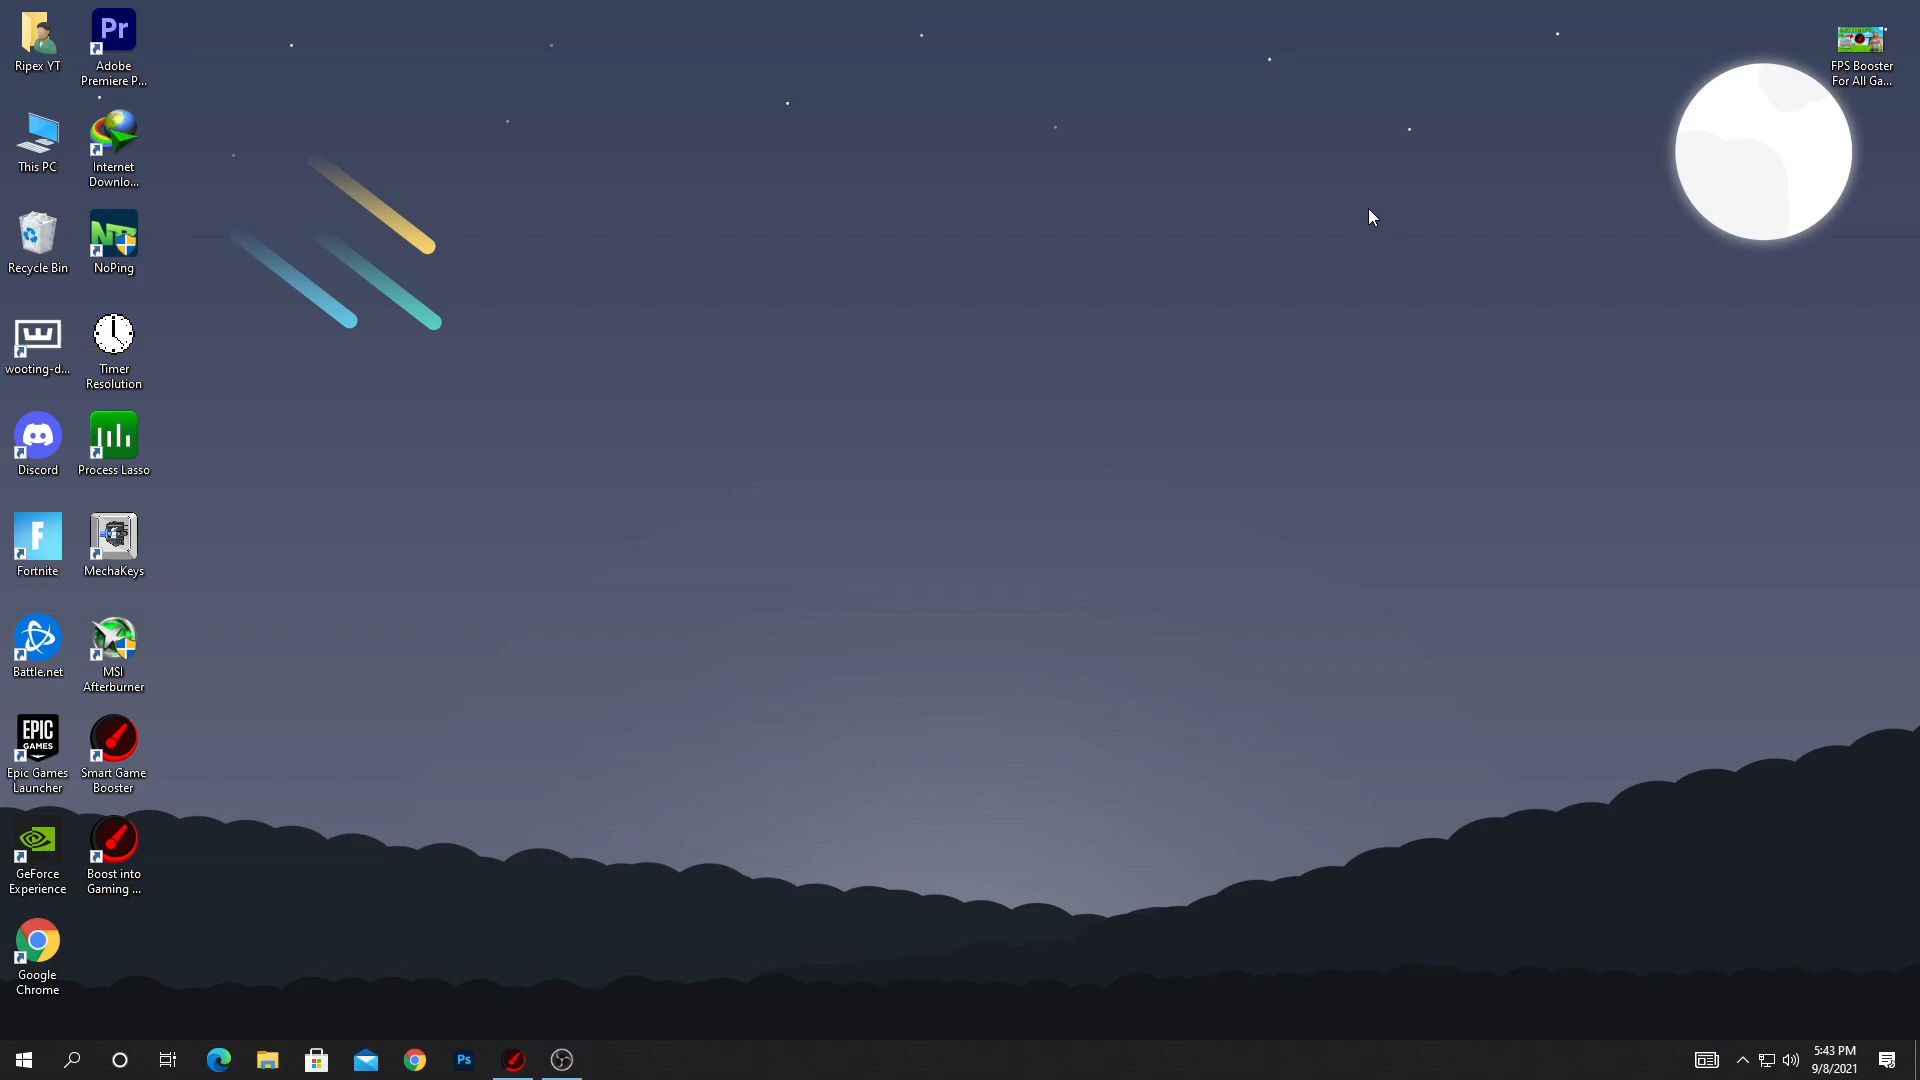 Ripex YT
Pr
Adobe
Premiere P...
This PC
Internet
Downlo...
Recycle Bin
NoPing
wooting-d...
Timer
Resolution
Discord
Process Lasso
F
Fortnite
MechaKeys
Battle.net
MSI
Afterburner
EPIC
GAMES
Epic Games
Launcher
Smart Game
Booster
GeForce
Experience
Boost into
Gaming ...
Google
Chrome
FPS Booster
For All Ga...
Ps
5:43 PM
9/8/2021